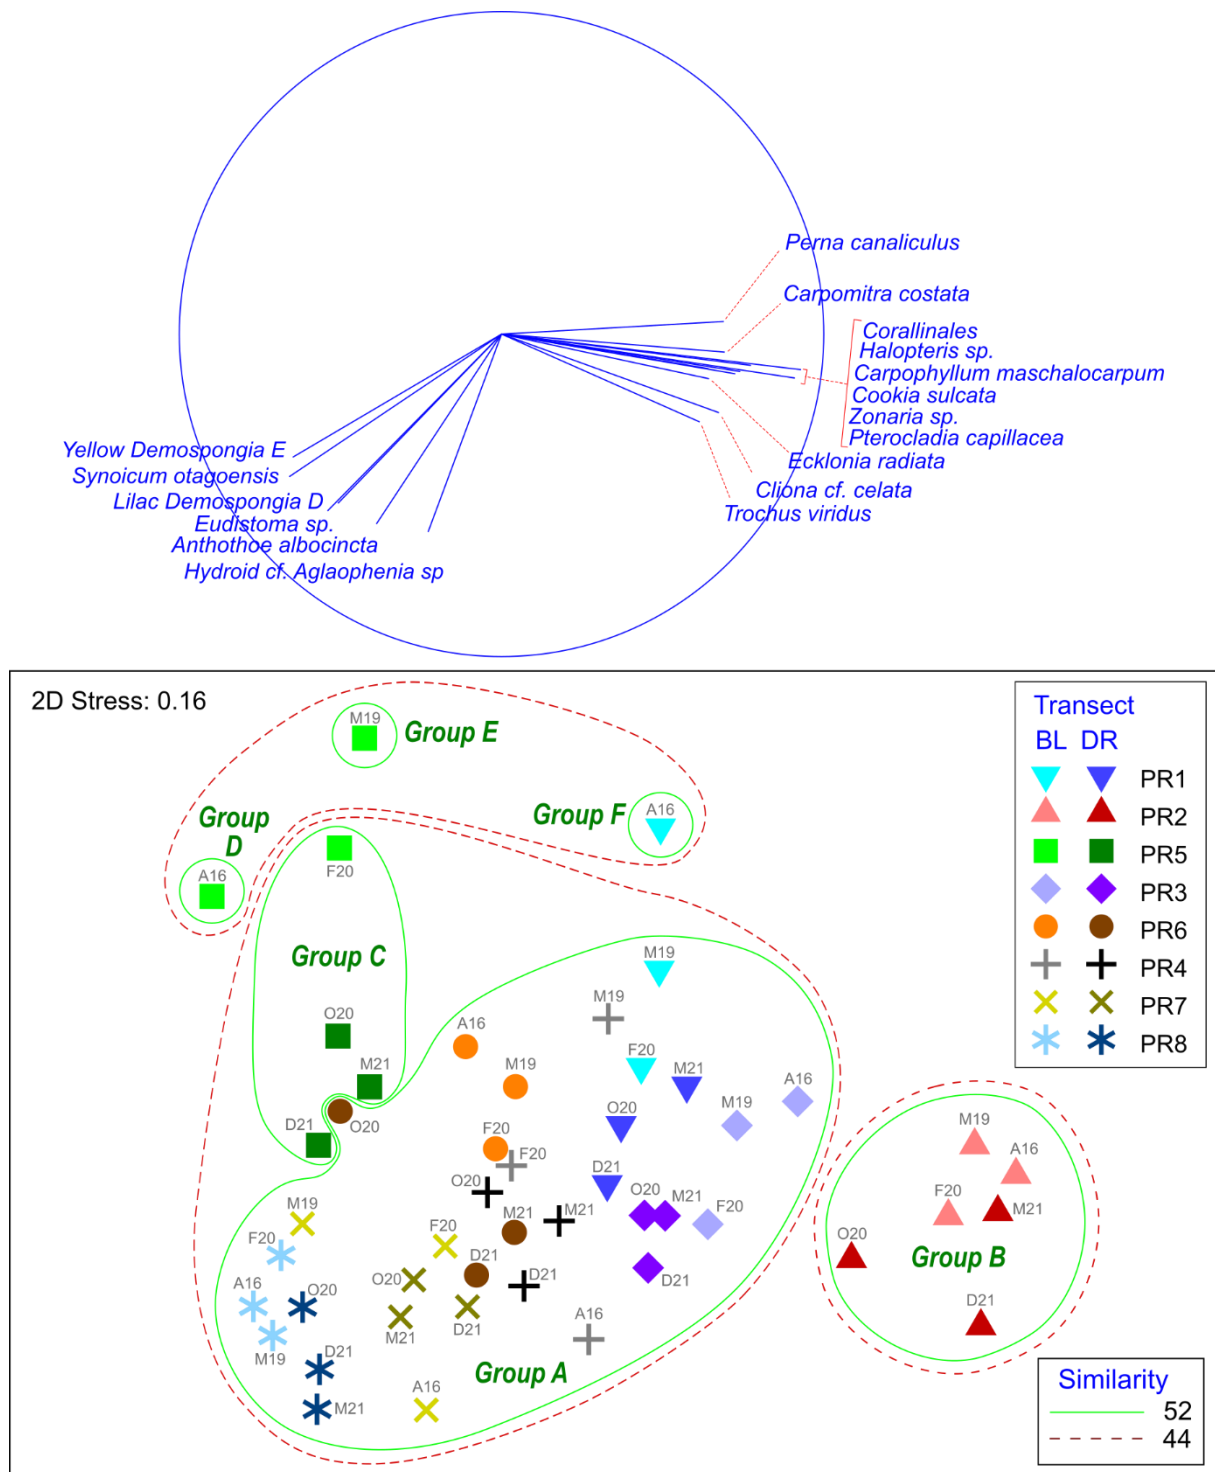 Perna canaliculus
Carpomitra costata
Corallinales
Halopteris sp.
Carpophyllum maschalocarpum
Cookia sulcata
Zonaria sp.
Pterocladia capillacea
Ecklonia radiata
Cliona cf. celata
Trochus viridus
Yellow Demospongia E
Synoicum otagoensis
Lilac Demospongia D
Eudistoma sp.
Anthothoe albocincta
Hydroid cf. Aglaophenia sp
2D Stress: 0.16
M19
Group E
A16
Group F
Group
D
A16
F20
Group C
O20
M21
D21
O20
A16
M19
F20
M19
M19
F20
M21
O20
D21
A16
M19
F20
O20
M21
D21
F20
O20
M21
D21
A16
M21
D21
M19
F20
O20
M21
D21
A16
F20
A16
M19
O20
D21
M21
Group A
M19
A16
F20
M21
O20
D21
Group B
Transect
BL DR
PR1
PR2
PR5
PR3
PR6
PR4
PR7
PR8
Similarity
52
44